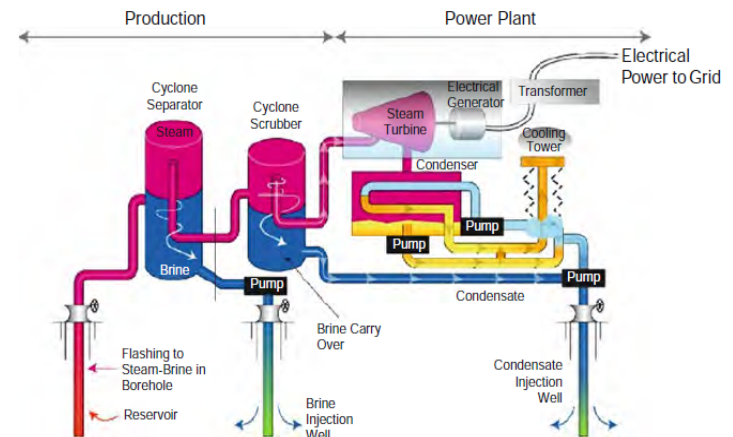 Production
Power Plant
Electrical
Power to Grid
Cyclone
Separator
Cyclone
Scrubber
Steam
Steam
Turbine
Electrical
Generator
Transformer
Cooling
Tower
Condenser
Pump
Pump
Brine
Pump
Pump
Condensate
Brine Carry
Over
Flashing to
Steam-Brine in
Borehole
Reservoir
Brine
Injection
Well
Condensate
Injection
Well